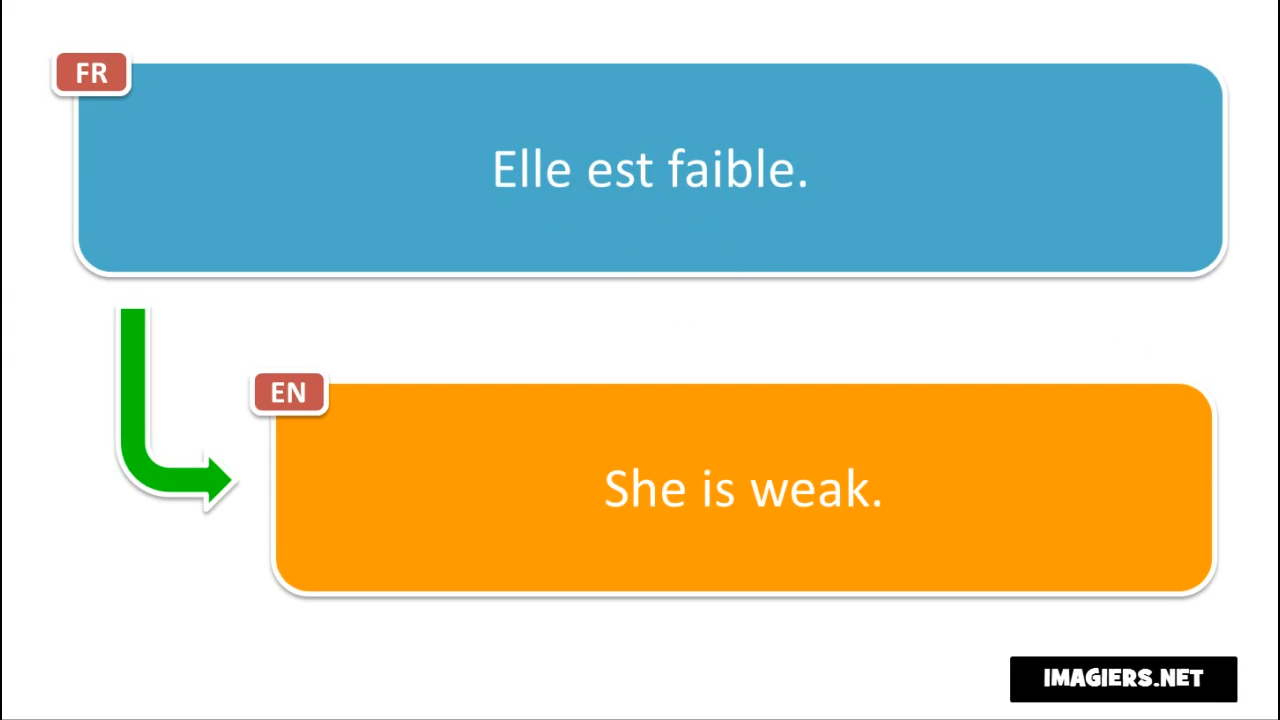 FR
Elle est faible.
EN
She is weak.
IMAGIERS.NET